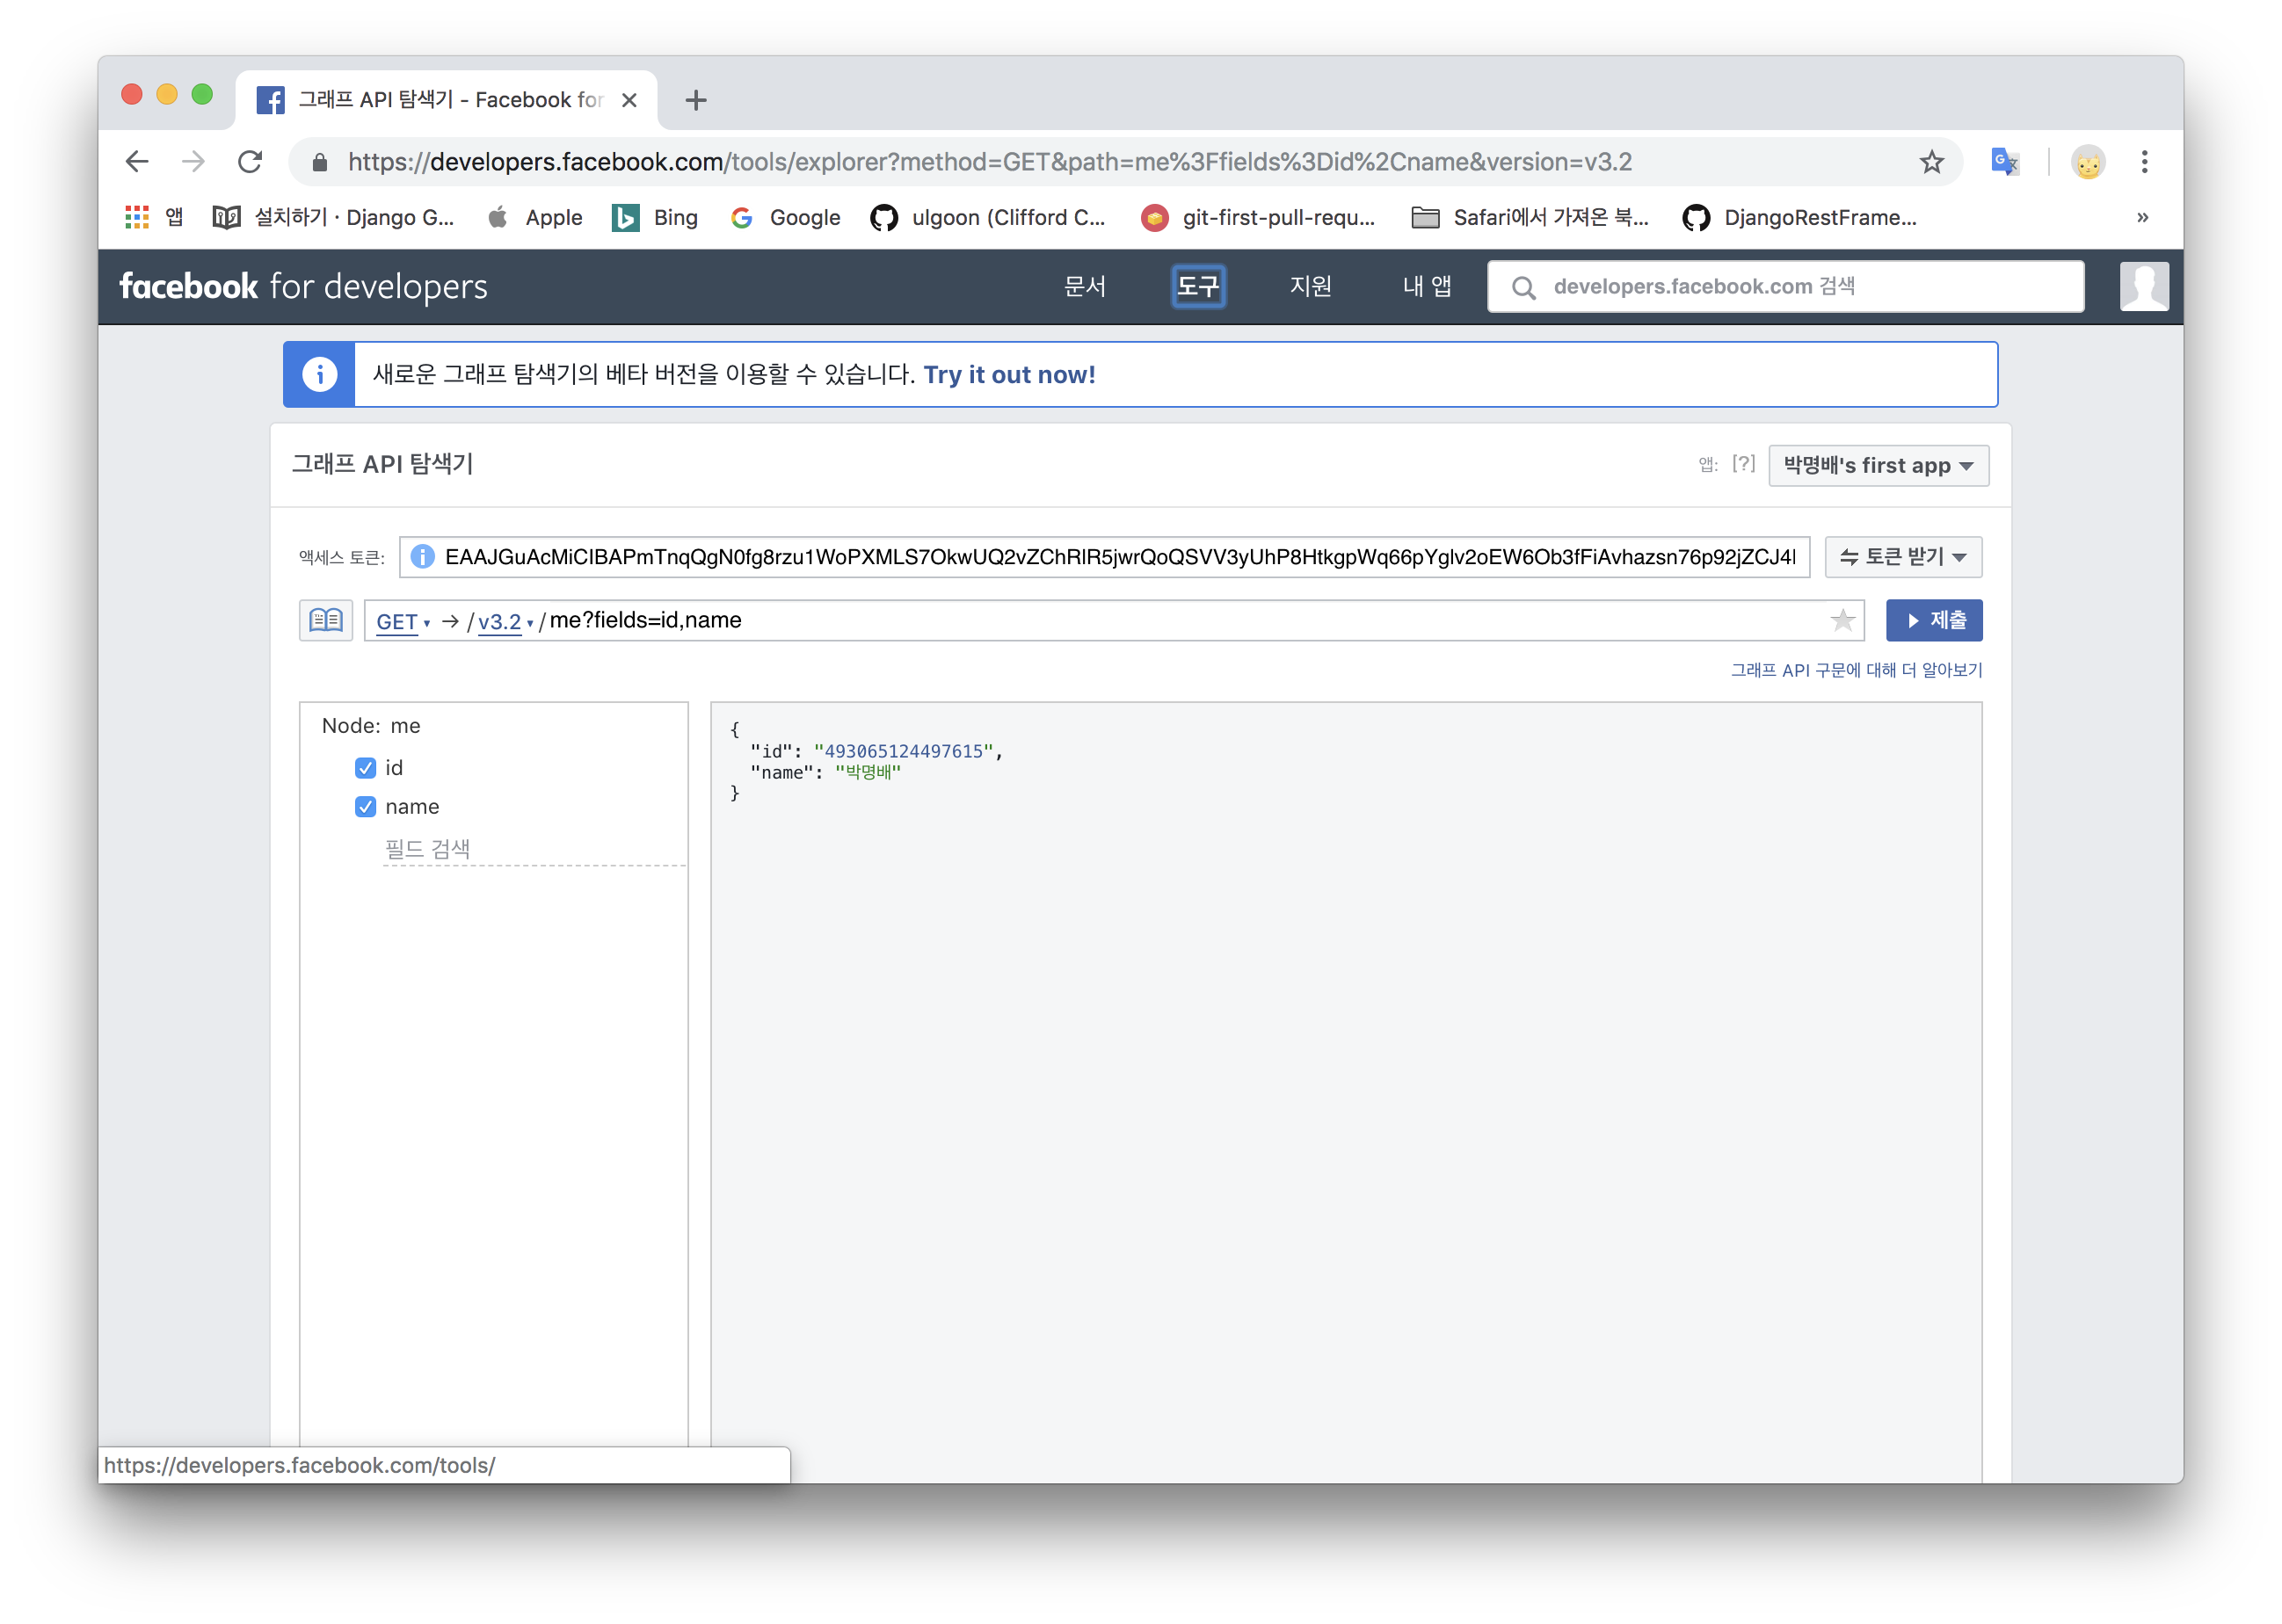 그래프 API 탐색기 - Facebook for
https://developers.facebook.com/tools/explorer?method=GET&path=me%3Ffields%3Did%2Cname&version=v3.2
앱 설치하기 · Django G... Apple Bing Google ulgoon (Clifford C... git-first-pull-requ... Safari에서 가져온 북... DjangoRestFrame... »
facebook for developers 문서 도구 지원 내 앱 developers.facebook.com 검색
새로운 그래프 탐색기의 베타 버전을 이용할 수 있습니다. Try it out now!
그래프 API 탐색기 앱: [?] 박명배's first app
액세스 토큰: EAAJGuAcMiCIBAPmTnqQgN0fg8rzu1WoPXMLS7OkwUQ2vZChRlR5jwrQoQSVV3yUhP8HtkgpWq66pYglv2oEW6Ob3fFiAvhazsn76p92jZCJ4l 토큰 받기
GET → / v3.2 / me?fields=id,name 제출
그래프 API 구문에 대해 더 알아보기
Node: me
id
name
필드 검색
{
"id": "493065124497615",
"name": "박명배"
}
https://developers.facebook.com/tools/